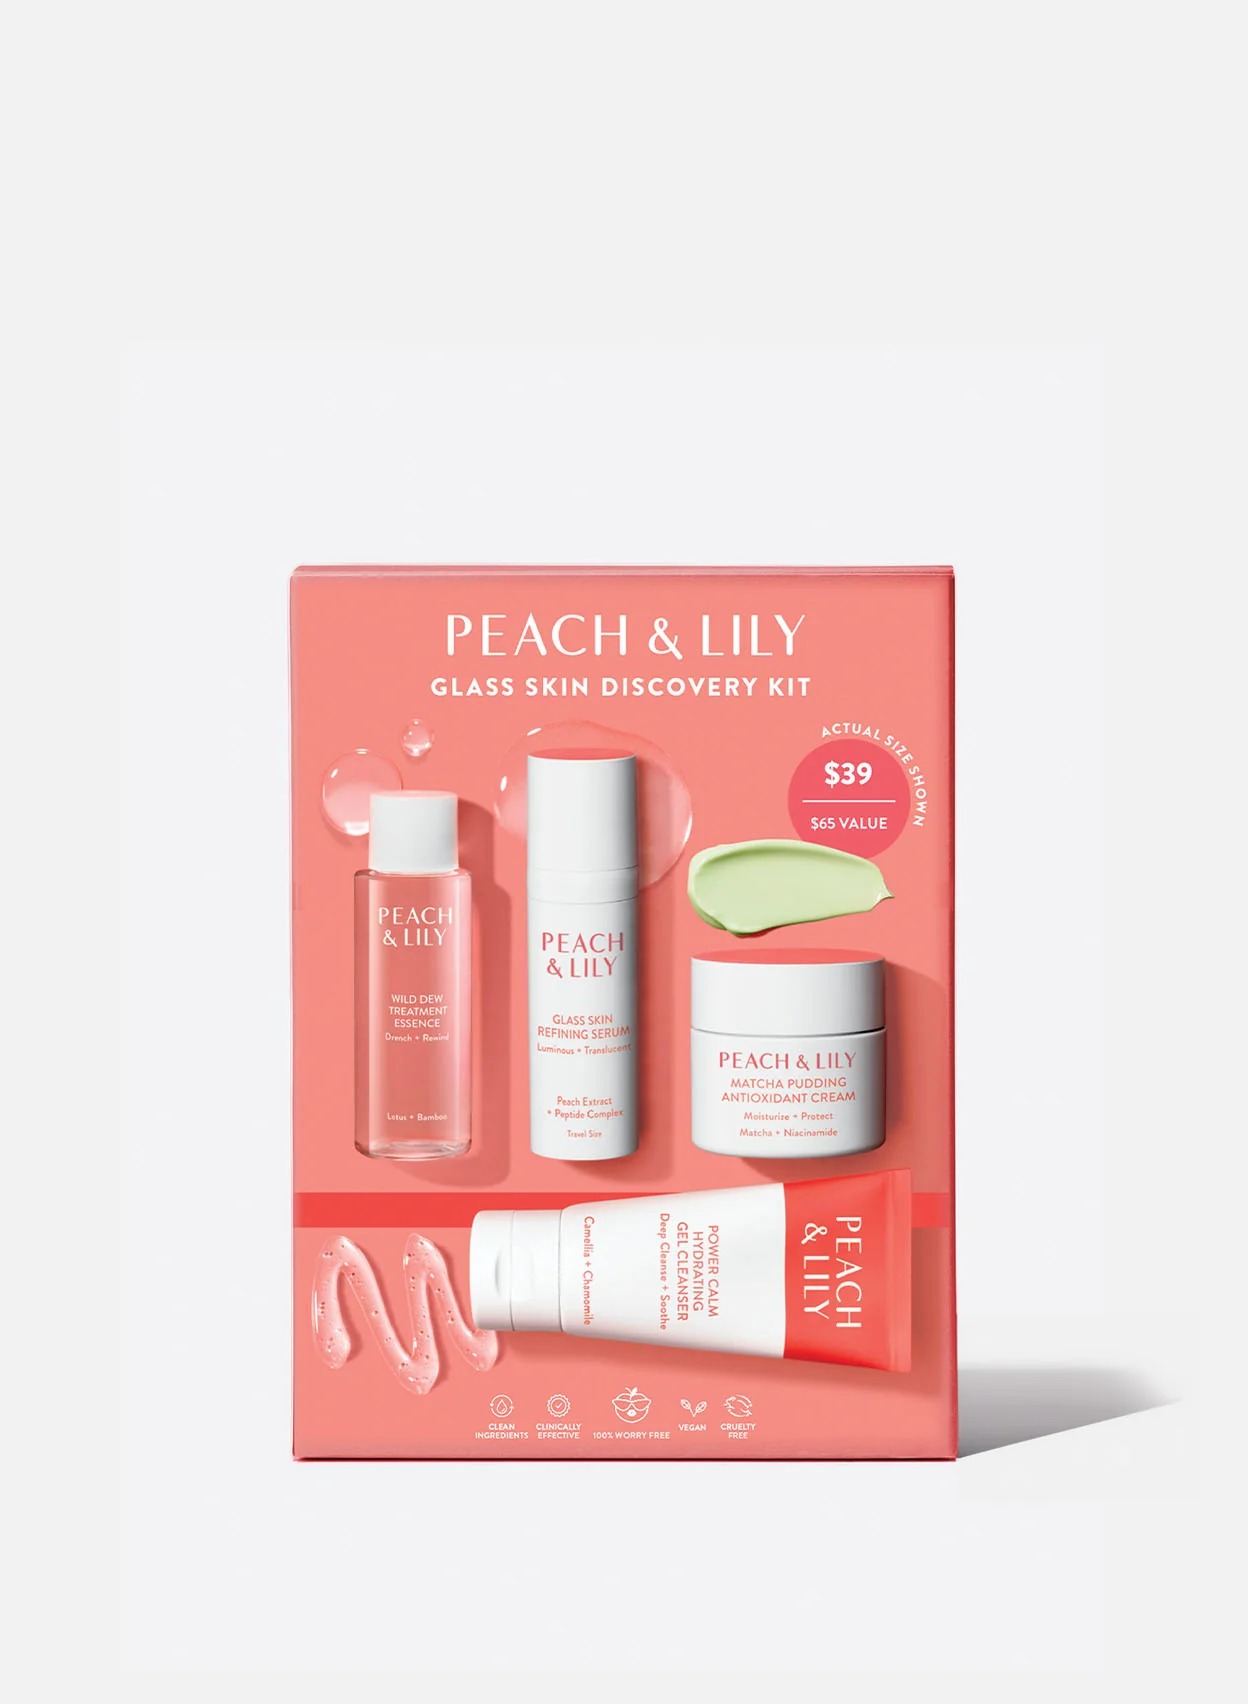 PEACH & LILY
GLASS SKIN DISCOVERY KIT
ACTUAL SIZE SHOWN
$39
$65 VALUE
PEACH
& LILY
WILD DEW
TREATMENT
ESSENCE
Drench + Rewind
Lotus + Bamboo
PEACH
& LILY
GLASS SKIN
REFINING SERUM
Luminous + Translucent
Peach Extract
+ Peptide Complex
Travel Size
PEACH & LILY
MATCHA PUDDING
ANTIOXIDANT CREAM
Moisturize + Protect
Matcha + Niacinamide
PEACH
& LILY
POWER CALM
HYDRATING
GEL CLEANSER
Deep Cleanse + Soothe
Camellia + Chamomile
CLEAN
INGREDIENTS
CLINICALLY
EFFECTIVE
100% WORRY FREE
VEGAN
CRUELTY
FREE